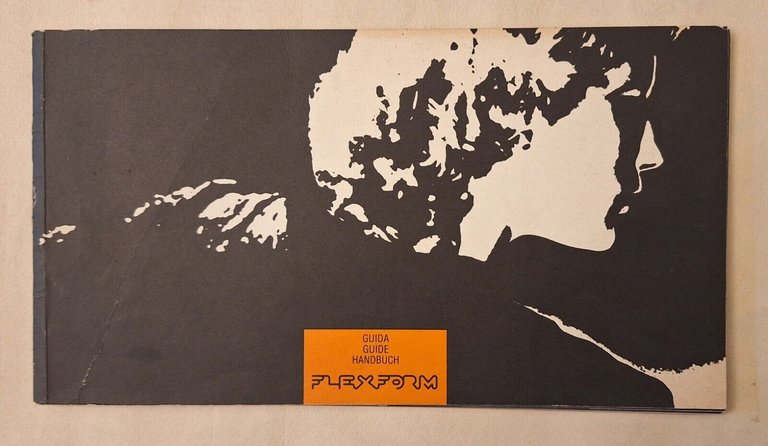 GUIDA
GUIDE
HANDBUCH
FLEXFORM